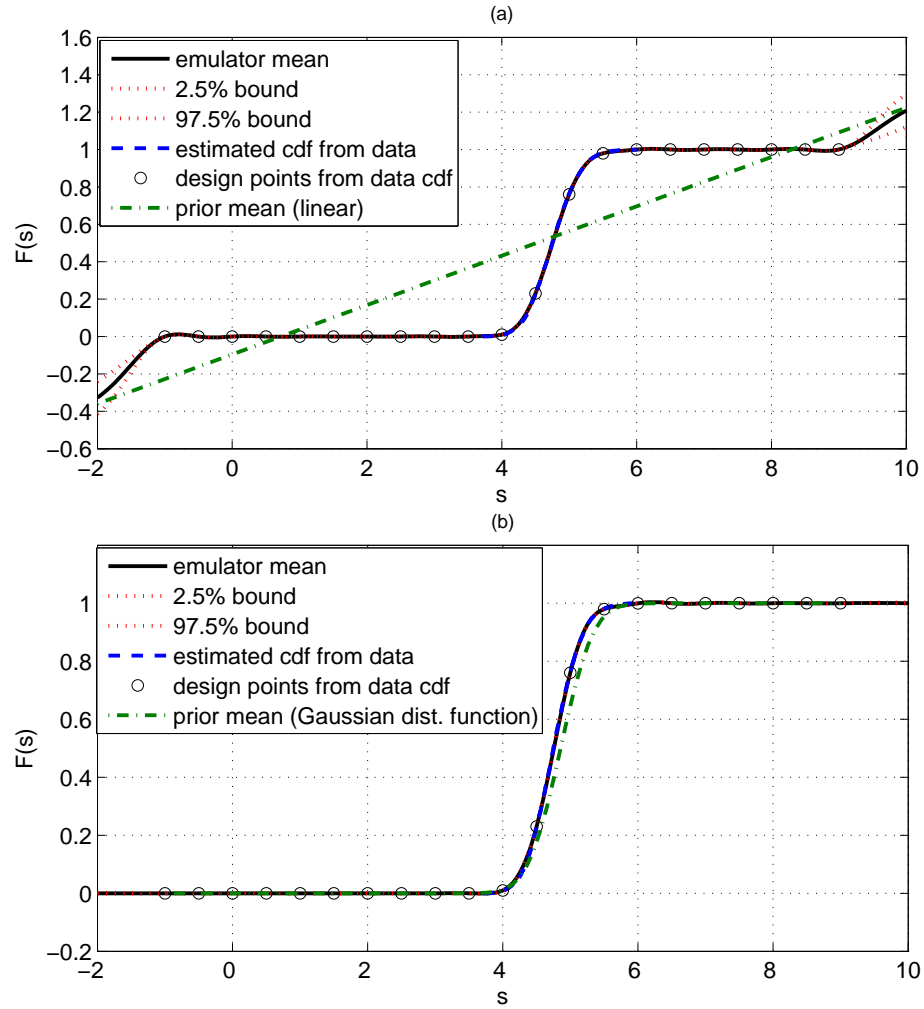 (a)
1.6
1.4
1.2
1
0.8
0.6
0.4
0.2
0
−0.2
−0.4
−0.6
F(s)
emulator mean
2.5% bound
97.5% bound
estimated cdf from data
design points from data cdf
prior mean (linear)
−2 0 2 4 6 8 10
s
(b)
1
0.8
0.6
0.4
0.2
0
−0.2
F(s)
emulator mean
2.5% bound
97.5% bound
estimated cdf from data
design points from data cdf
prior mean (Gaussian dist. function)
−2 0 2 4 6 8 10
s